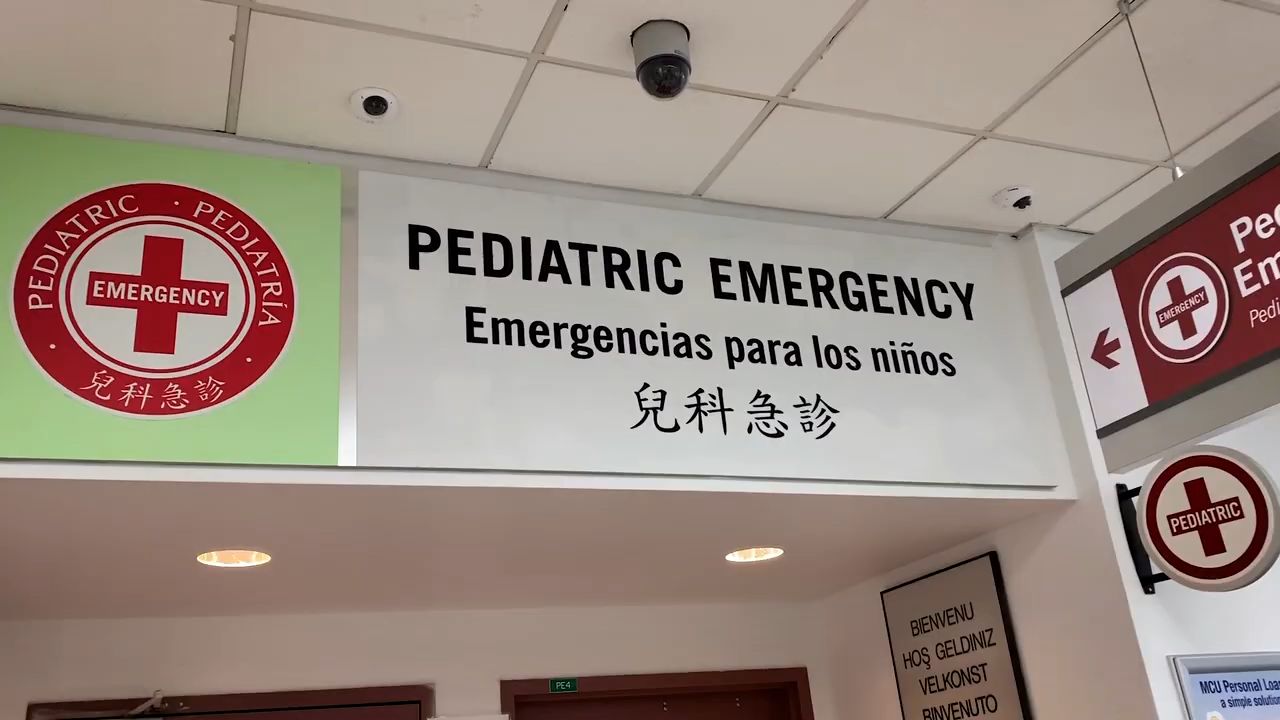 PEDIATRIC · PEDIATRÍA
EMERGENCY
兒科急診
PEDIATRIC EMERGENCY
Emergencias para los niños
兒科急診
EMERGENCY
PEDIATRIC
BIENVENU
HOŞ GELDINIZ
VELKONST
BINVENUTO
PE4
MCU Personal
a simple